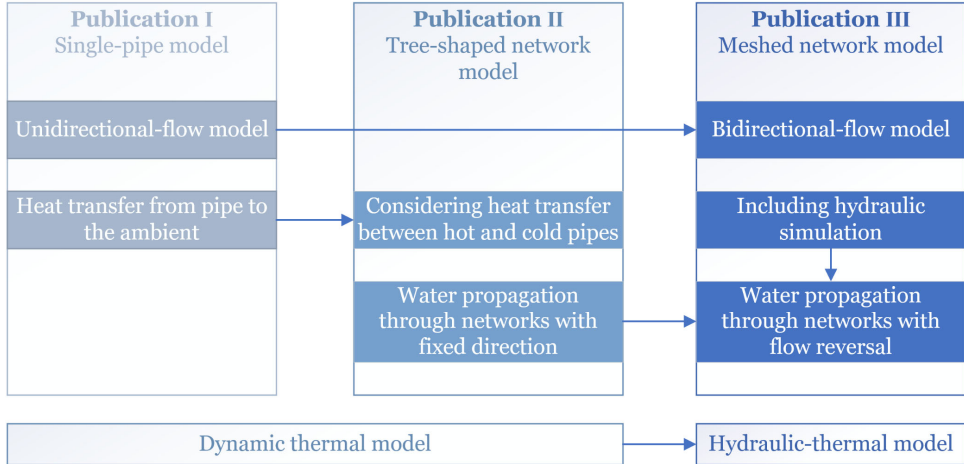 Publication I
Single-pipe model
Unidirectional-flow model
Heat transfer from pipe to
the ambient
Publication II
Tree-shaped network
model
Considering heat transfer
between hot and cold pipes
Water propagation
through networks with
fixed direction
Publication III
Meshed network model
Bidirectional-flow model
Including hydraulic
simulation
Water propagation
through networks with
flow reversal
Dynamic thermal model
Hydraulic-thermal model